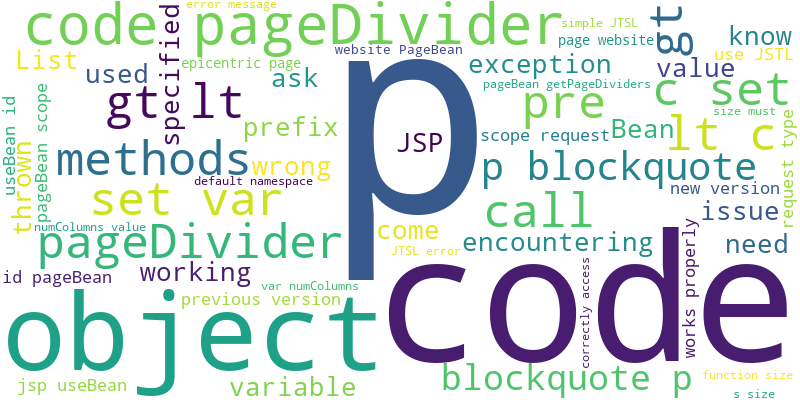 error message
code pageDivider
simple JTSL
page website
gt
know
website PageBean
List
used
specified
epicentric page
ask
exception
use JSTL
value
pageBean getPageDividers
gt lt
p
pre
c set
size must
useBean id
pageBean scope
prefix
JSP
scope request
Bean
lt c
request type
methods
wrong
p blockquote
thrown
default namespace
new version
set var
call
issue
numColumns value
pageDivider
come
encountering
need
JTSL error
id pageBean
working
var numColumns
previous version
object
code
correctly access
works properly
jsp useBean
variable
blockquote p
function size
s size